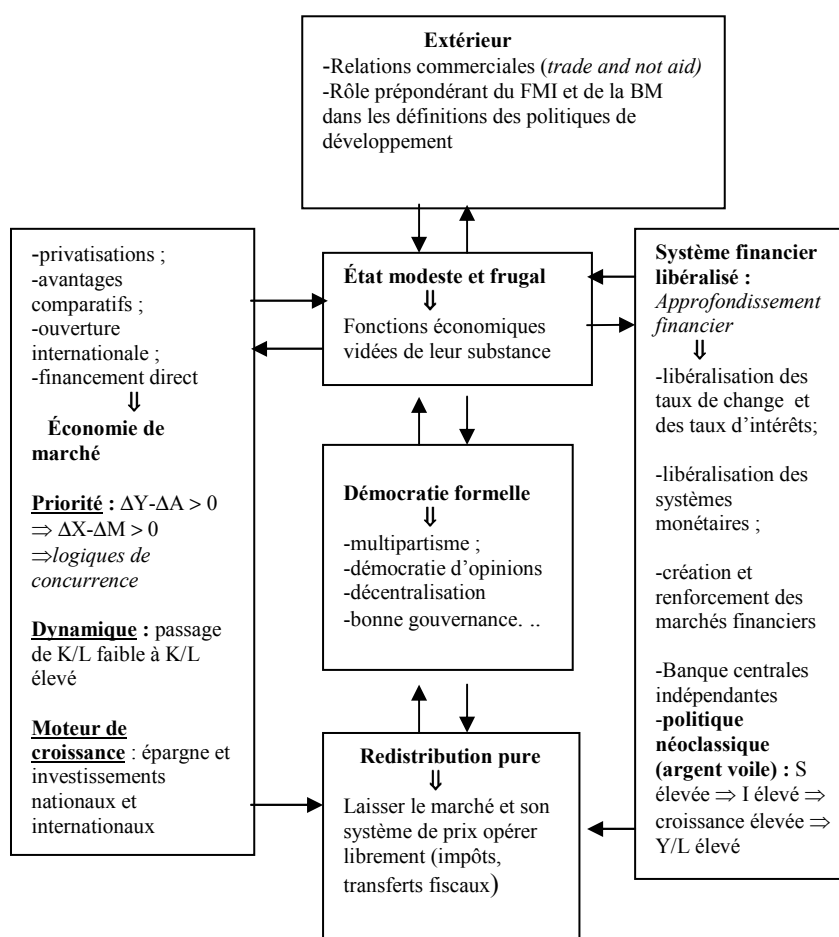 Extérieur
-Relations commerciales (trade and not aid)
-Rôle prépondérant du FMI et de la BM
dans les définitions des politiques de
développement
-privatisations ;
-avantages
comparatifs ;
-ouverture
internationale ;
-financement direct
⇓
Économie de
marché
Priorité : ΔY-ΔA > 0
⇒ ΔX-ΔM > 0
⇒logiques de
concurrence
Dynamique : passage
de K/L faible à K/L
élevé
Moteur de
croissance : épargne et
investissements
nationaux et
internationaux
État modeste et frugal
⇓
Fonctions économiques
vidées de leur substance
Démocratie formelle
⇓
-multipartisme ;
-démocratie d’opinions
-décentralisation
-bonne gouvernance. ..
Redistribution pure
⇓
Laisser le marché et son
système de prix opérer
librement (impôts,
transferts fiscaux)
Système financier
libéralisé :
Approfondissement
financier
⇓
-libéralisation des
taux de change et
des taux d’intérêts;
-libéralisation des
systèmes
monétaires ;
-création et
renforcement des
marchés financiers
-Banque centrales
indépendantes
-politique
néoclassique
(argent voile) : S
élevée ⇒ I élevé ⇒
croissance élevée ⇒
Y/L élevé